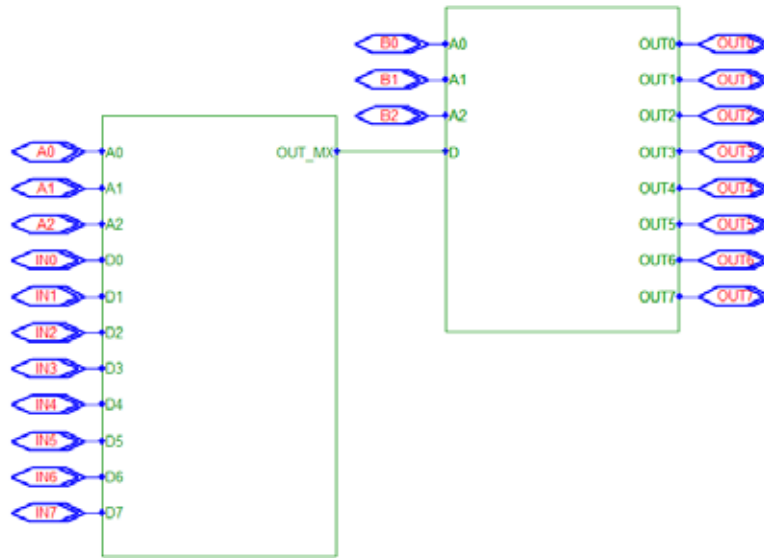 B0 A0 OUT0 OUT0
B1 A1 OUT1 OUT1
B2 A2 OUT2 OUT2
A0 A0 OUT_MX D OUT3 OUT3
A1 A1 OUT4 OUT4
A2 A2 OUT5 OUT5
IN0 D0 OUT6 OUT6
IN1 D1 OUT7 OUT7
IN2 D2
IN3 D3
IN4 D4
IN5 D5
IN6 D6
IN7 D7